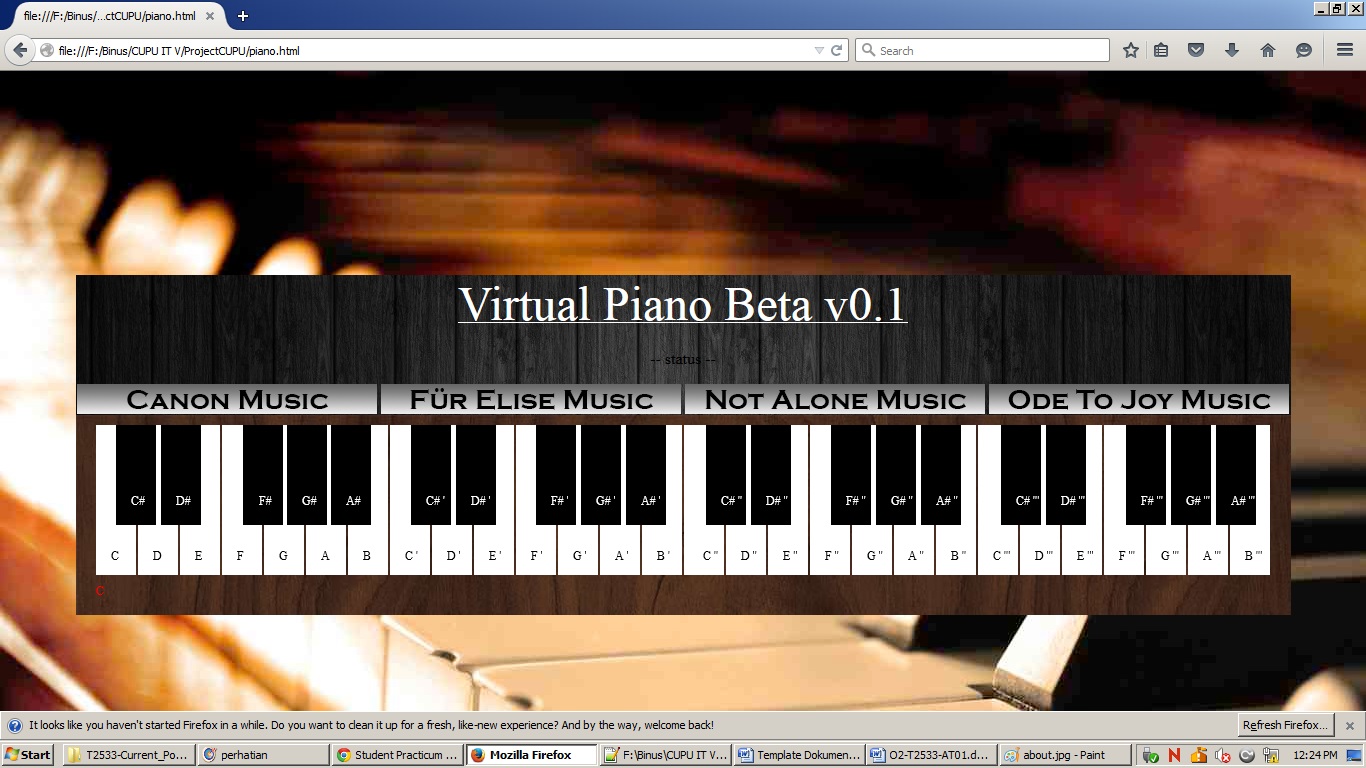 file:///F:/Binus/...ctCUPU/piano.html
file:///F:/Binus/CUPU IT V/ProjectCUPU/piano.html
Search
Virtual Piano Beta v0.1
-- status --
Canon Music Für Elise Music Not Alone Music Ode To Joy Music
C# D# F# G# A# C# ' D# ' F# ' G# ' A# ' C# '' D# '' F# '' G# '' A# '' C# ''' D# ''' F# ''' G# ''' A# '''
C D E F G A B C ' D ' E ' F ' G ' A ' B ' C '' D '' E '' F '' G '' A '' B '' C ''' D ''' E ''' F ''' G ''' A ''' B '''
C
It looks like you haven't started Firefox in a while. Do you want to clean it up for a fresh, like-new experience? And by the way, welcome back! Refresh Firefox...
Start T2533-Current_Po... perhatian Student Practicum ... Mozilla Firefox F:\Binus\CUPU IT V... Template Dokumen... O2-T2533-AT01.d... about.jpg - Paint 12:24 PM